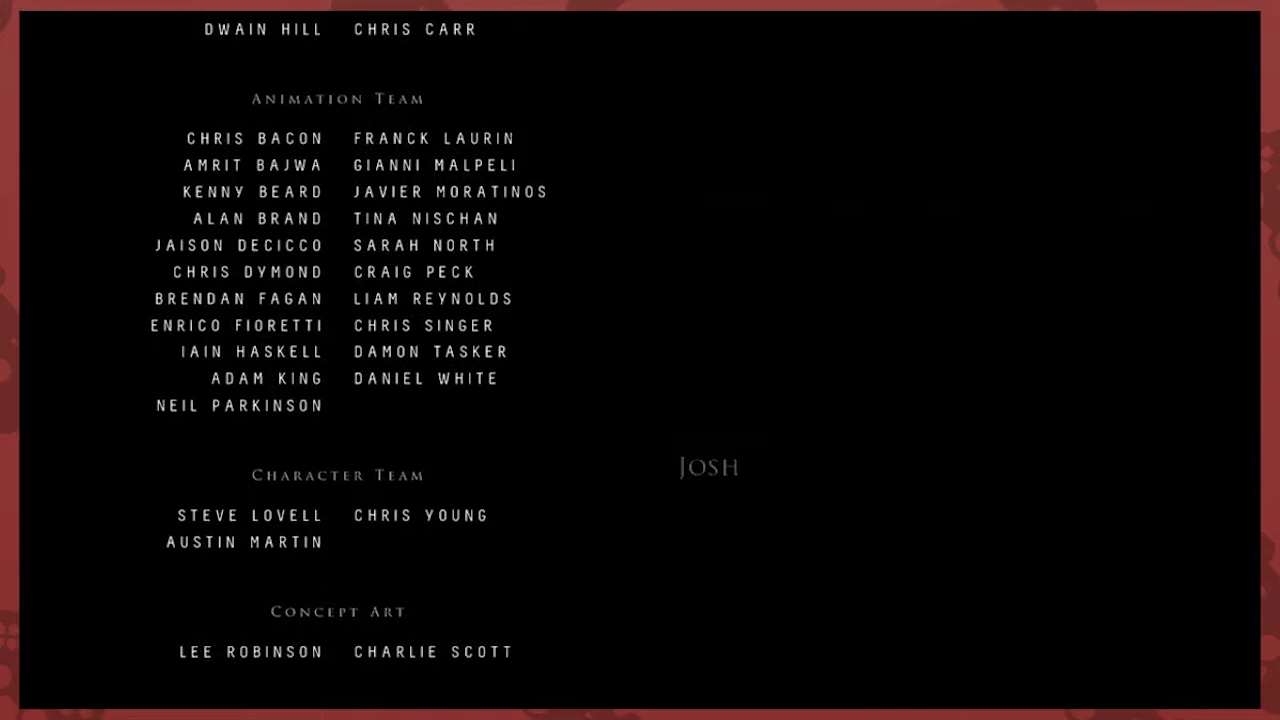 DWAIN HILL CHRIS CARR
ANIMATION TEAM
CHRIS BACON FRANCK LAURIN
AMRIT BAJWA GIANNI MALPELI
KENNY BEARD JAVIER MORATINOS
ALAN BRAND TINA NISCHAN
JAISON DECICCO SARAH NORTH
CHRIS DYMOND CRAIG PECK
BRENDAN FAGAN LIAM REYNOLDS
ENRICO FIORETTI CHRIS SINGER
IAIN HASKELL DAMON TASKER
ADAM KING DANIEL WHITE
NEIL PARKINSON
CHARACTER TEAM
STEVE LOVELL CHRIS YOUNG
AUSTIN MARTIN
CONCEPT ART
LEE ROBINSON CHARLIE SCOTT
JOSH